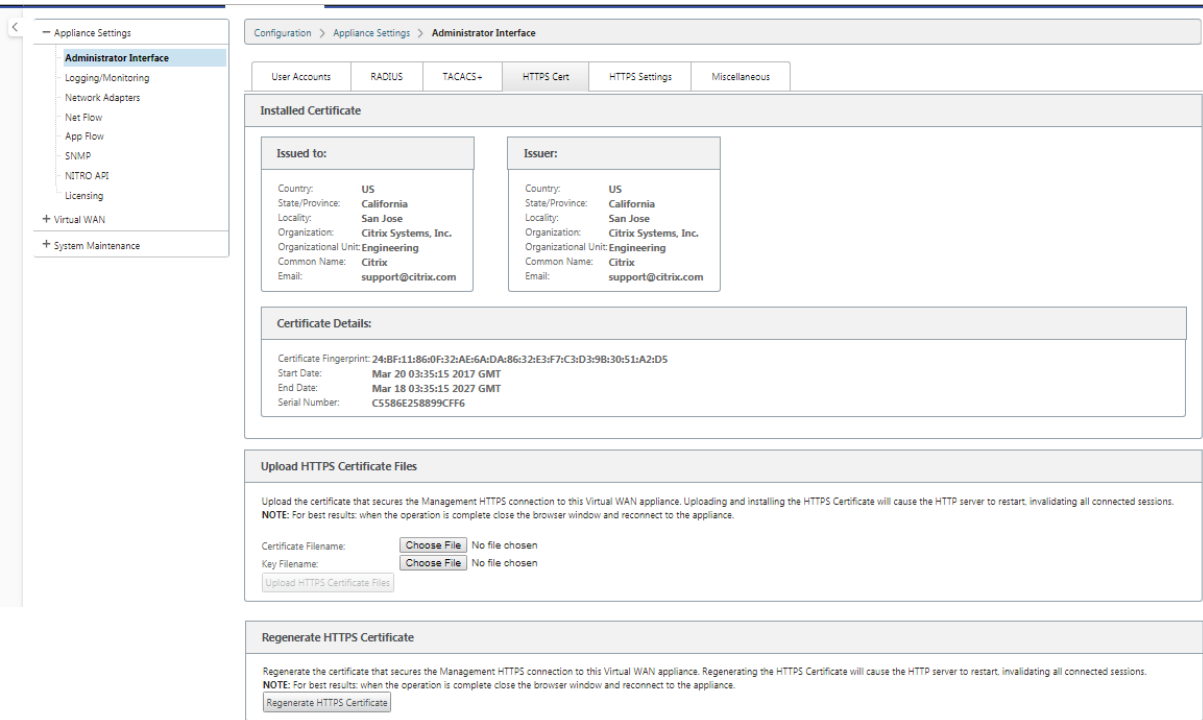 Appliance Settings
Administrator Interface
Logging/Monitoring
Network Adapters
Net Flow
App Flow
SNMP
NITRO API
Licensing
Virtual WAN
System Maintenance
Configuration > Appliance Settings > Administrator Interface
User Accounts RADIUS TACACS+ HTTPS Cert HTTPS Settings Miscellaneous
Installed Certificate
Issued to:
Country: US
State/Province: California
Locality: San Jose
Organization: Citrix Systems, Inc.
Organizational Unit: Engineering
Common Name: Citrix
Email: support@citrix.com
Issuer:
Country: US
State/Province: California
Locality: San Jose
Organization: Citrix Systems, Inc.
Organizational Unit: Engineering
Common Name: Citrix
Email: support@citrix.com
Certificate Details:
Certificate Fingerprint: 24:BF:11:86:0F:32:AE:6A:DA:86:32:E3:F7:C3:D3:9B:30:51:A2:D5
Start Date: Mar 20 03:35:15 2017 GMT
End Date: Mar 18 03:35:15 2027 GMT
Serial Number: C5586E258899CFF6
Upload HTTPS Certificate Files
Upload the certificate that secures the Management HTTPS connection to this Virtual WAN appliance. Uploading and installing the HTTPS Certificate will cause the HTTP server to restart, invalidating all connected sessions.
NOTE: For best results: when the operation is complete close the browser window and reconnect to the appliance.
Certificate Filename: Choose File No file chosen
Key Filename: Choose File No file chosen
Upload HTTPS Certificate Files
Regenerate HTTPS Certificate
Regenerate the certificate that secures the Management HTTPS connection to this Virtual WAN appliance. Regenerating the HTTPS Certificate will cause the HTTP server to restart, invalidating all connected sessions.
NOTE: For best results: when the operation is complete close the browser window and reconnect to the appliance.
Regenerate HTTPS Certificate